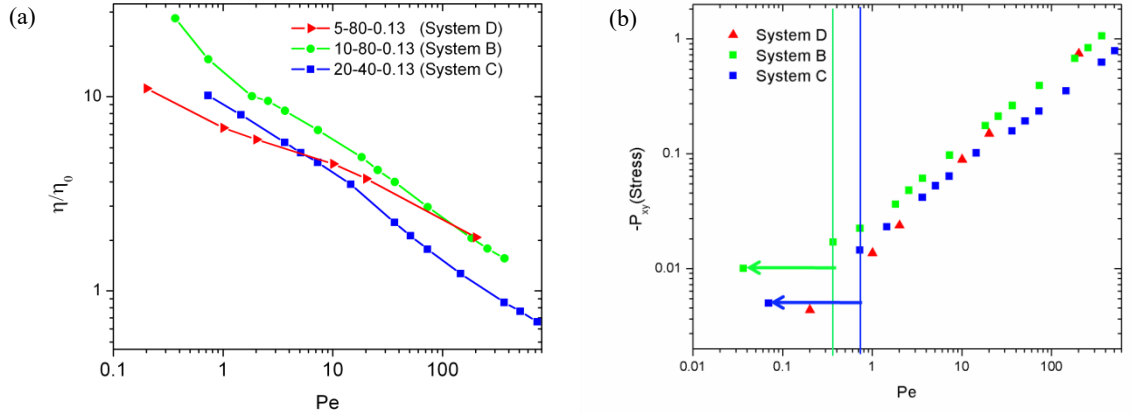 (a)
5-80-0.13 (System D)
10-80-0.13 (System B)
20-40-0.13 (System C)
10
1
η/η0
0.1 1 10 100
Pe
(b)
System D
System B
System C
1
0.1
0.01
-Pxy(Stress)
0.01 0.1 1 10 100
Pe